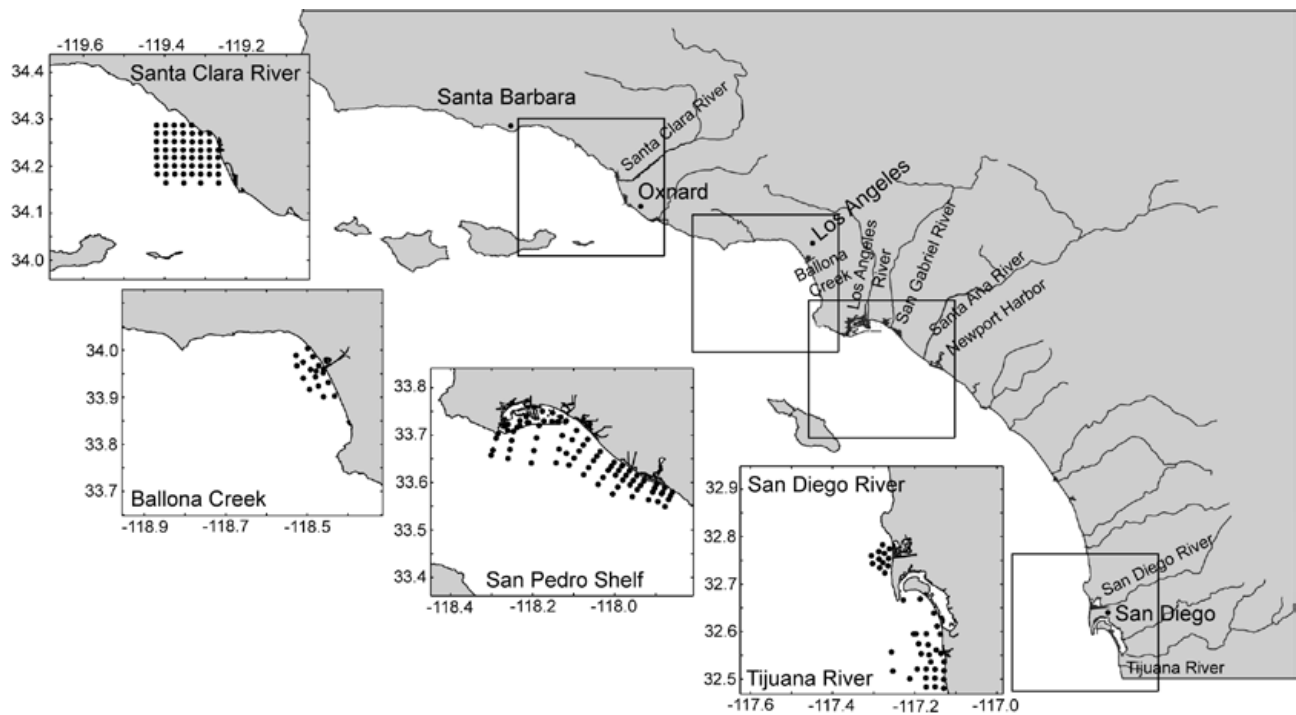 -119.6 -119.4 -119.2
34.4
34.3
34.2
34.1
34.0
Santa Clara River
Santa Barbara
Santa Clara River
Oxnard
Los Angeles
Ballona
Creek
Los Angeles
River
San Gabriel River
Santa Ana River
Newport Harbor
34.0
33.9
33.8
33.7
Ballona Creek
-118.9 -118.7 -118.5
33.8
33.7
33.6
33.5
33.4
San Pedro Shelf
-118.4 -118.2 -118.0
32.9
32.8
32.7
32.6
32.5
San Diego River
Tijuana River
-117.6 -117.4 -117.2 -117.0
San Diego River
San Diego
Tijuana River